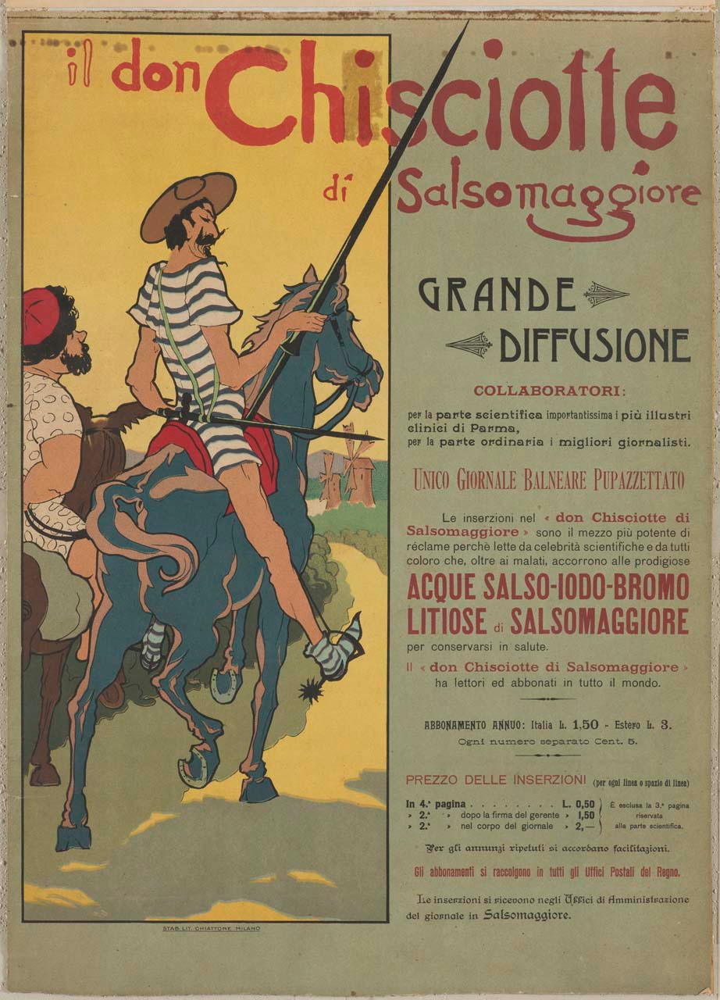 il don Chisciotte
di Salsomaggiore
GRANDE
DIFFUSIONE
COLLABORATORI:
per la parte scientifica importantissima i più illustri
clinici di Parma,
per la parte ordinaria i migliori giornalisti.
UNICO GIORNALE BALNEARE PUPAZZETTATO
Le inserzioni nel « don Chisciotte di
Salsomaggiore » sono il mezzo più potente di
réclame perchè lette da celebrità scientifiche e da tutti
coloro che, oltre ai malati, accorrono alle prodigiose
ACQUE SALSO-IODO-BROMO
LITIOSE di SALSOMAGGIORE
per conservarsi in salute.
Il « don Chisciotte di Salsomaggiore »
ha lettori ed abbonati in tutto il mondo.
ABBONAMENTO ANNUO: Italia L. 1,50 - Estero L. 3.
Ogni numero separato Cent. 5.
PREZZO DELLE INSERZIONI (per ogni linea o spazio di linea)
In 4.ª pagina . . . . . . . . L. 0,50
» 2.ª » dopo la firma del gerente » 1,50
» 2.ª » nel corpo del giornale » 2,—
È esclusa la 3.ª pagina
riservata
alla parte scientifica.
Per gli annunzi ripetuti si accordano facilitazioni.
Gli abbonamenti si raccolgono in tutti gli Uffici Postali del Regno.
Le inserzioni si ricevono negli Uffici di Amministrazione
del giornale in Salsomaggiore.
STAB. LIT. CHIATTONE MILANO